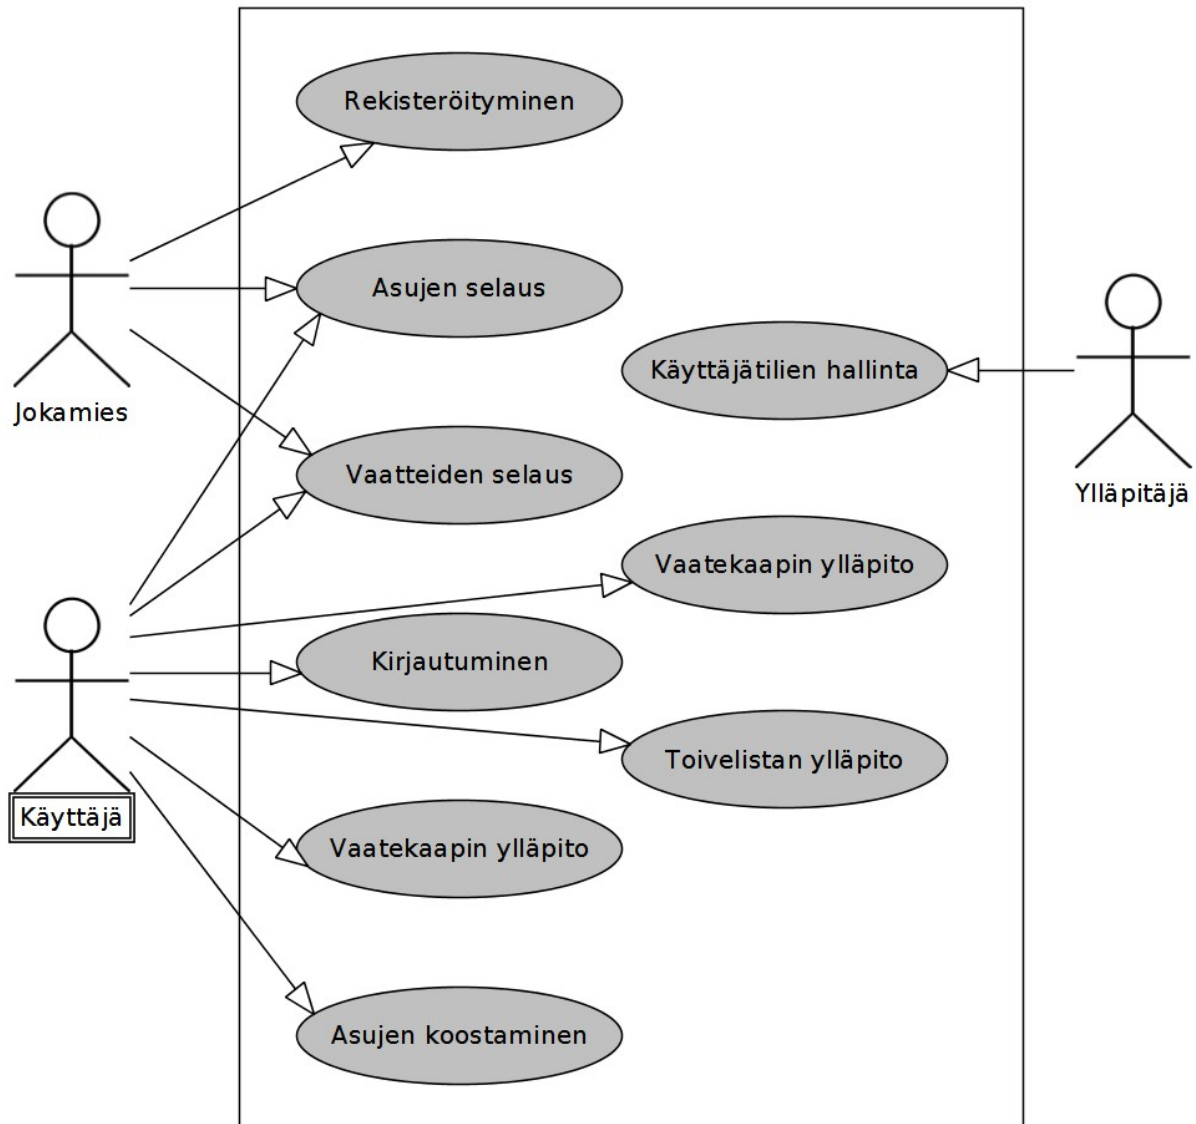 Rekisteröityminen
Asujen selaus
Käyttäjätilien hallinta
Jokamies
Vaatteiden selaus
Ylläpitäjä
Vaatekaapin ylläpito
Kirjautuminen
Toivelistan ylläpito
Käyttäjä
Vaatekaapin ylläpito
Asujen koostaminen